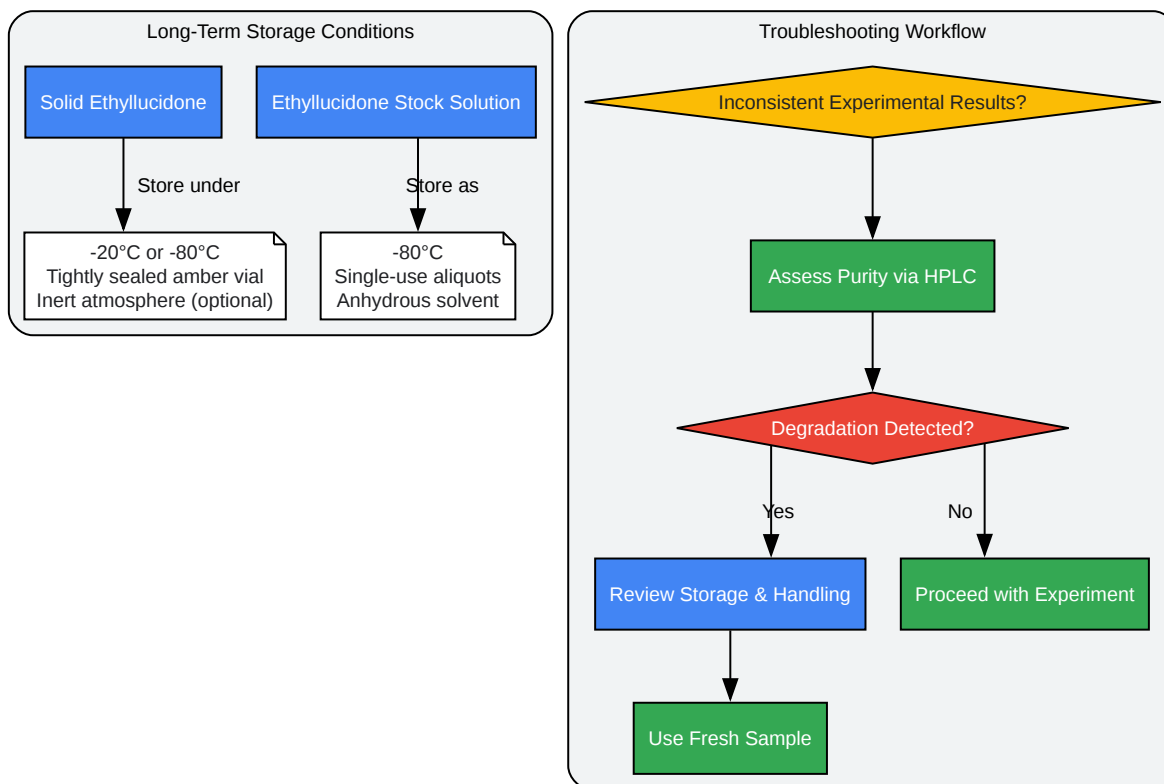 Long-Term Storage Conditions
Solid Ethyllucidone
Ethyllucidone Stock Solution
Store under
Store as
-20°C or -80°C
Tightly sealed amber vial
Inert atmosphere (optional)
-80°C
Single-use aliquots
Anhydrous solvent
Troubleshooting Workflow
Inconsistent Experimental Results?
Assess Purity via HPLC
Degradation Detected?
Yes
No
Review Storage & Handling
Proceed with Experiment
Use Fresh Sample